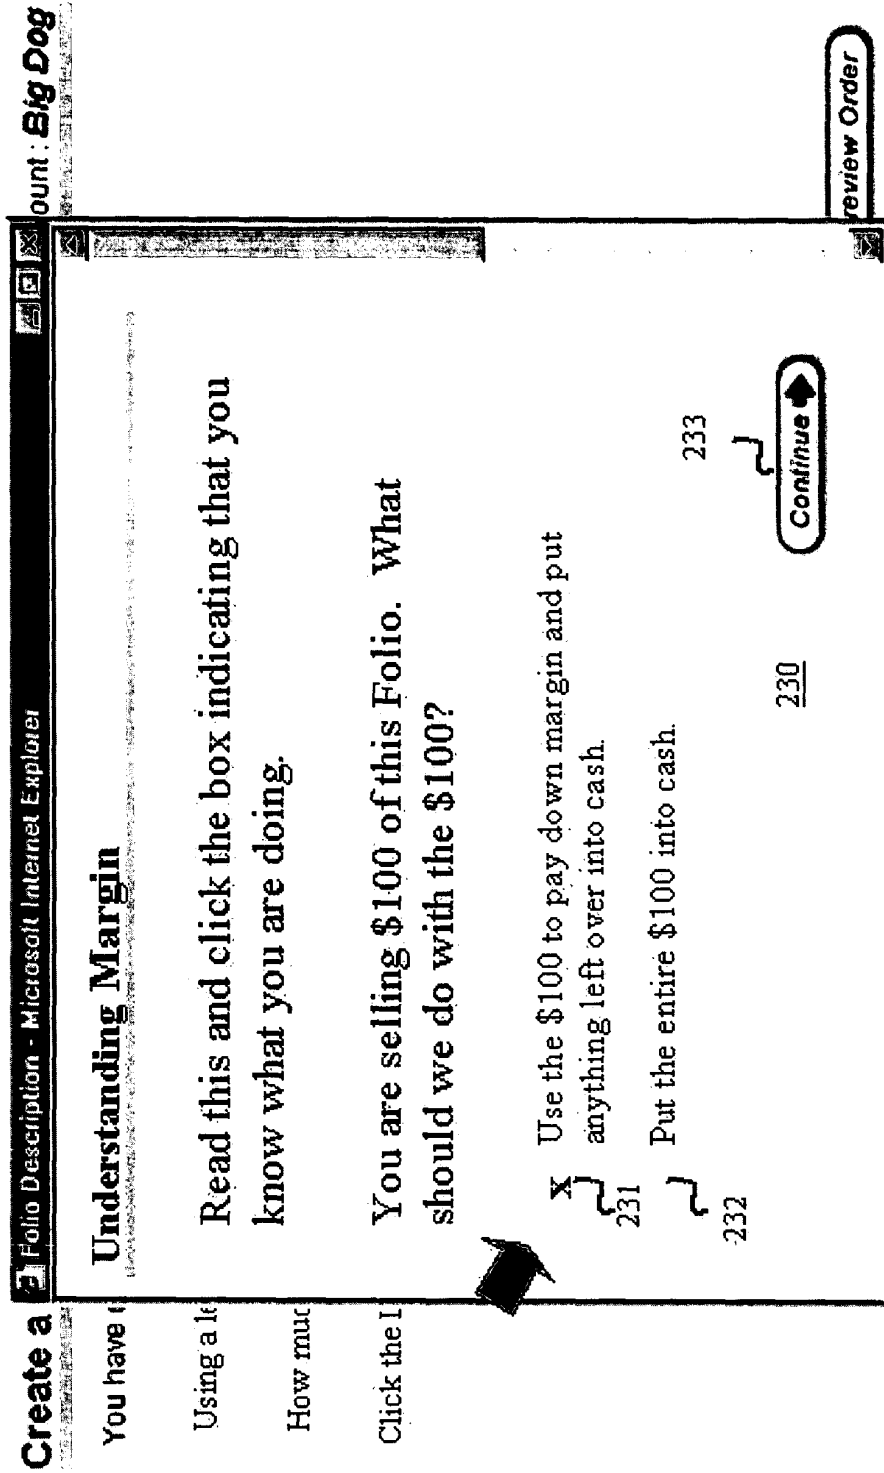 Create a
ount : Big Dog
Folio Description - Microsoft Internet Explorer
You have
Understanding Margin
Using a le
Read this and click the box indicating that you
know what you are doing.
How muc
Click the I
You are selling $100 of this Folio. What
should we do with the $100?
X Use the $100 to pay down margin and put
anything left over into cash.
231
Put the entire $100 into cash.
232
233
Continue
230
review Order